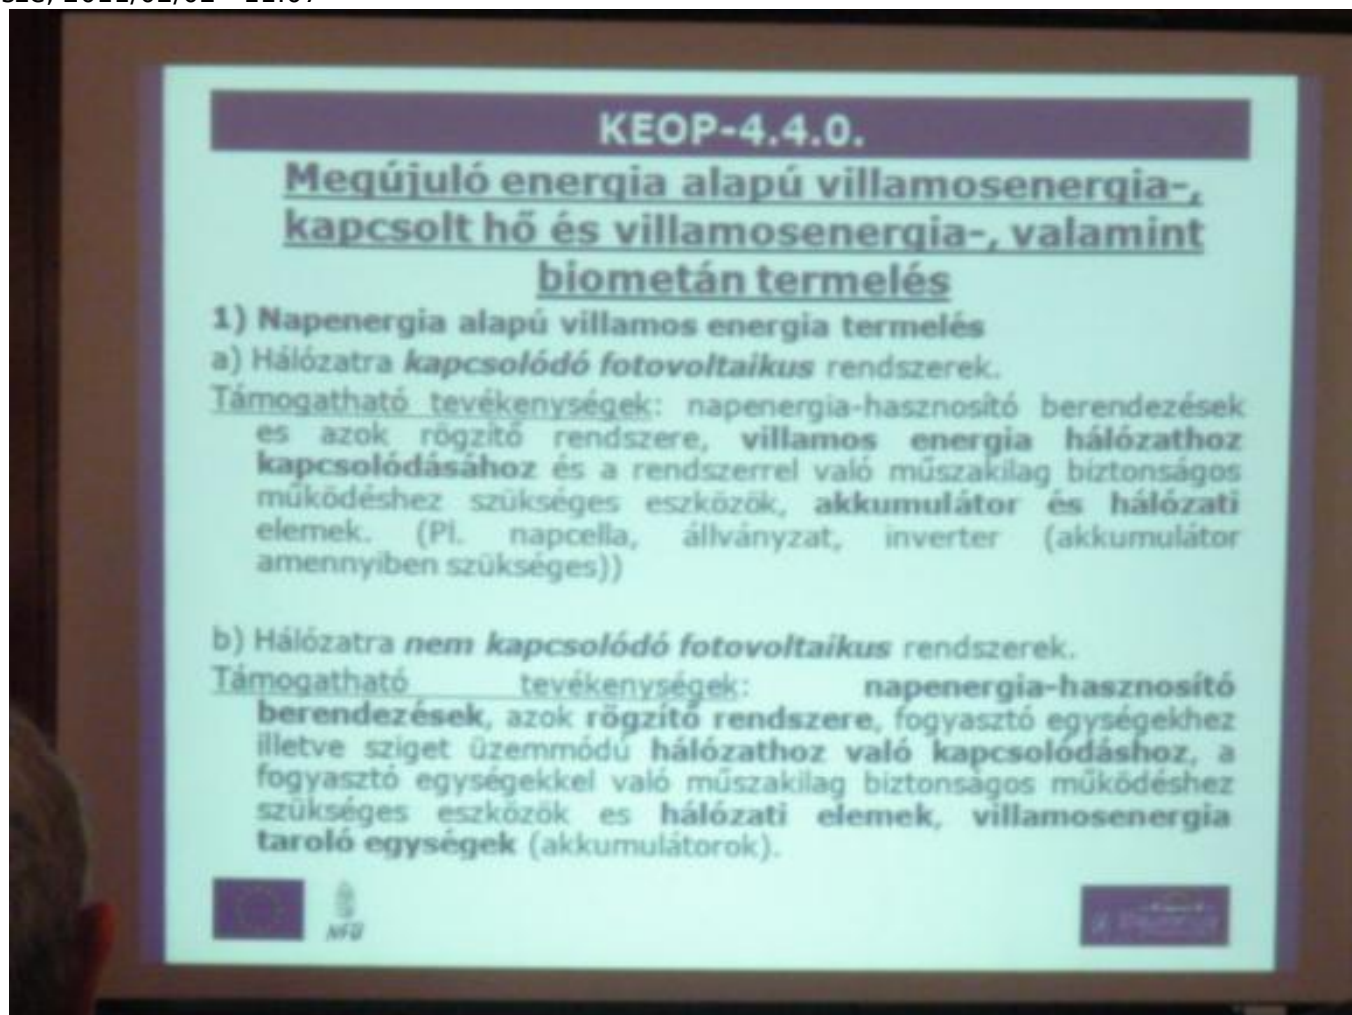 KEOP-4.4.0.
Megújuló energia alapú villamosenergia-,
kapcsolt hő és villamosenergia-, valamint
biometán termelés
1) Napenergia alapú villamos energia termelés
a) Hálózatra kapcsolódó fotovoltaikus rendszerek.
Támogatható tevékenységek: napenergia-hasznosító berendezések
es azok rögzítő rendszere, villamos energia hálózathoz
kapcsolódásához és a rendszerrel való műszakilag biztonságos
működéshez szükséges eszközök, akkumulátor és hálózati
elemek. (Pl. napcella, állványzat, inverter (akkumulátor
amennyiben szükséges))
b) Hálózatra nem kapcsolódó fotovoltaikus rendszerek.
Támogatható tevékenységek: napenergia-hasznosító
berendezések, azok rögzítő rendszere, fogyasztó egységekhez
illetve sziget üzemmódú hálózathoz való kapcsolódáshoz, a
fogyasztó egységekkel való műszakilag biztonságos működéshez
szükséges eszközök es hálózati elemek, villamosenergia
taroló egységek (akkumulátorok).
NFÜ